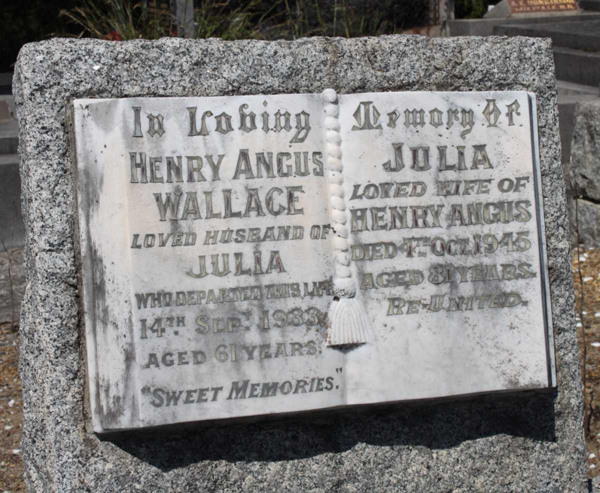 In Loving
HENRY ANGUS
WALLACE
LOVED HUSBAND OF
JULIA
WHO DEPARTED THIS LIFE
14TH SEPT 1933,
AGED 61 YEARS.
"SWEET MEMORIES."
Memory Of
JULIA
LOVED WIFE OF
HENRY ANGUS
DIED 4TH OCT. 1945
AGED 81 YEARS.
RE-UNITED.